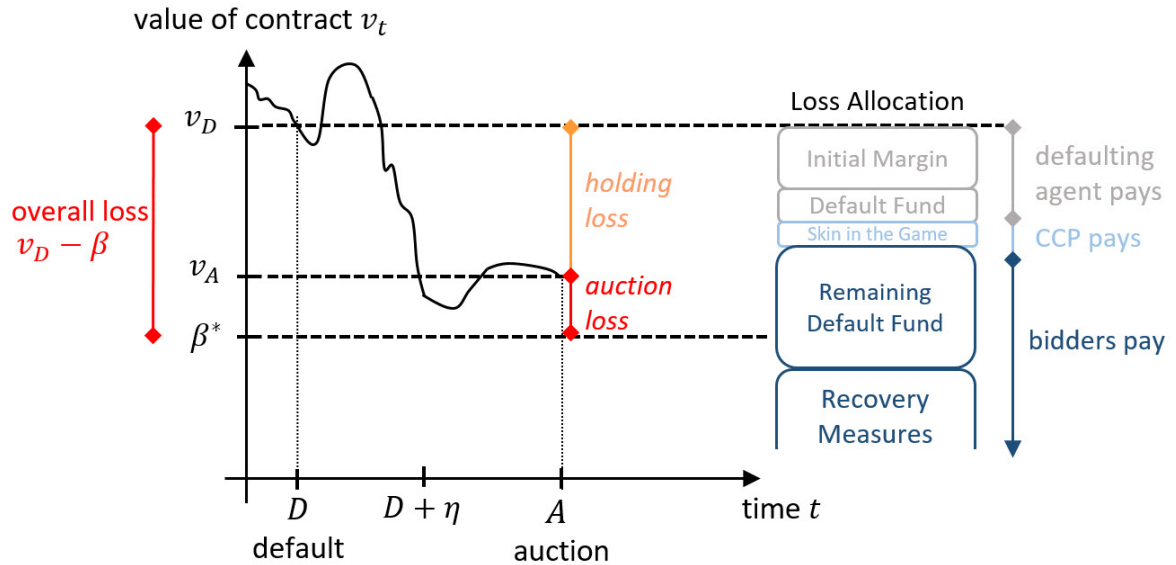 value of contract v_t
Loss Allocation
v_D
Initial Margin
defaulting
agent pays
holding
loss
overall loss
v_D − β
Default Fund
Skin in the Game
CCP pays
v_A
auction
loss
Remaining
Default Fund
β*
bidders pay
Recovery
Measures
D
D + η
A
time t
default
auction